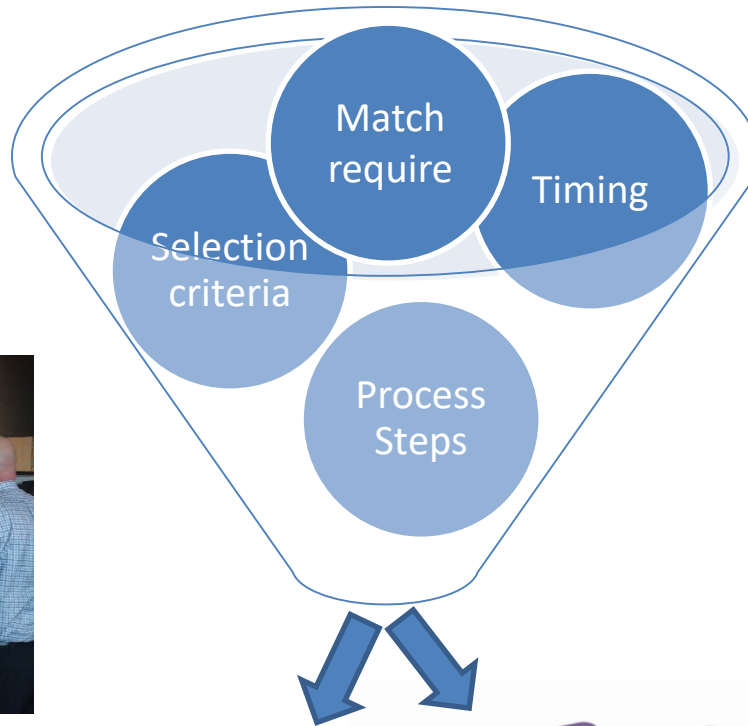 Match
require
Timing
Selection
criteria
Process
Steps